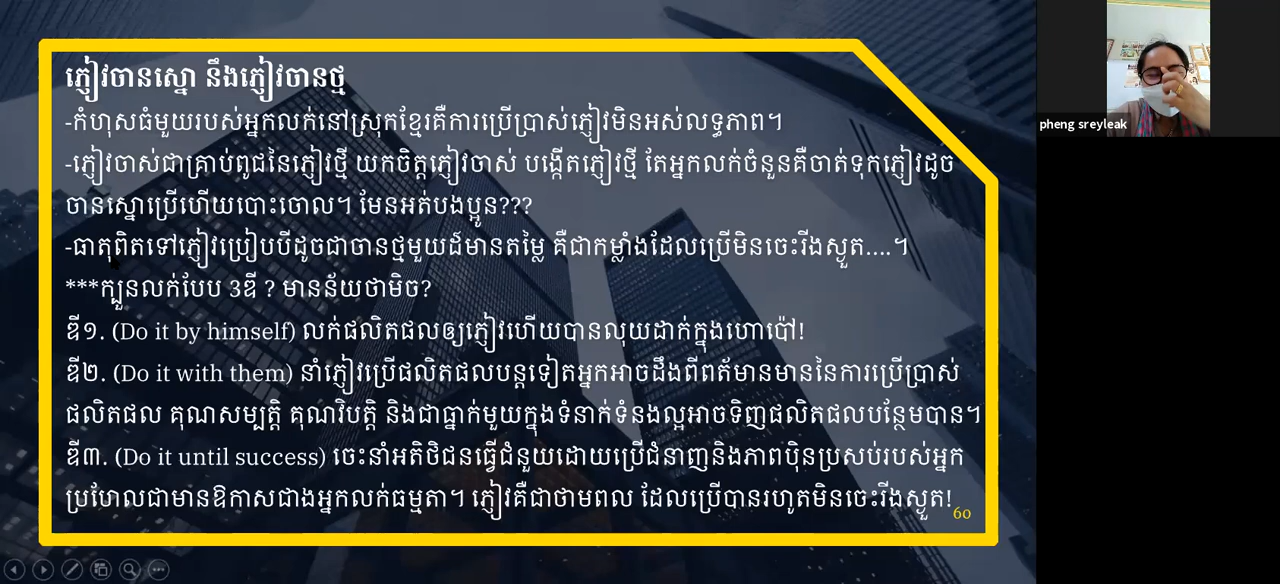 ភ្ញៀវចានស្នោ នឹងភ្ញៀវចានថ្ម
-កំហុសធំមួយរបស់អ្នកលក់នៅស្រុកខ្មែរគឺការប្រើប្រាស់ភ្ញៀវមិនអស់លទ្ធភាព។
-ភ្ញៀវចាស់ជាគ្រាប់ពូជនៃភ្ញៀវថ្មី យកចិត្តភ្ញៀវចាស់ បង្កើតភ្ញៀវថ្មី តែអ្នកលក់ចំនួនគឺចាត់ទុកភ្ញៀវដូច
ចានស្នោប្រើហើយបោះចោល។ មែនអត់បងប្អូន???
-ធាតុពិតទៅភ្ញៀវប្រៀបបីដូចជាចានថ្មមួយដ៍មានតម្លៃ គឺជាកម្លាំងដែលប្រើមិនចេះរីងស្ងួត....។
***ក្បួនលក់បែប 3ឌី ? មានន័យថាមិច?
ឌី១. (Do it by himself) លក់ផលិតផលឲ្យភ្ញៀវហើយបានលុយដាក់ក្នុងហោប៉ៅ!
ឌី២. (Do it with them) នាំភ្ញៀវប្រើផលិតផលបន្តទៀតអ្នកអាចដឹងពីពត័មានមាននៃការប្រើប្រាស់
ផលិតផល គុណសម្បត្តិ គុណវិបត្តិ និងជាធ្នាក់មួយក្នុងទំនាក់ទំនងល្អអាចទិញផលិតផលបន្ថែមបាន។
ឌី៣. (Do it until success) ចេះនាំអតិថិជនធ្វើជំនួយដោយប្រើជំនាញនិងភាពប៉ិនប្រសប់របស់អ្នក
ប្រហែលជាមានឱកាសជាងអ្នកលក់ធម្មតា។ ភ្ញៀវគឺជាថាមពល ដែលប្រើបានរហូតមិនចេះរីងស្ងួត!
60
pheng sreyleak